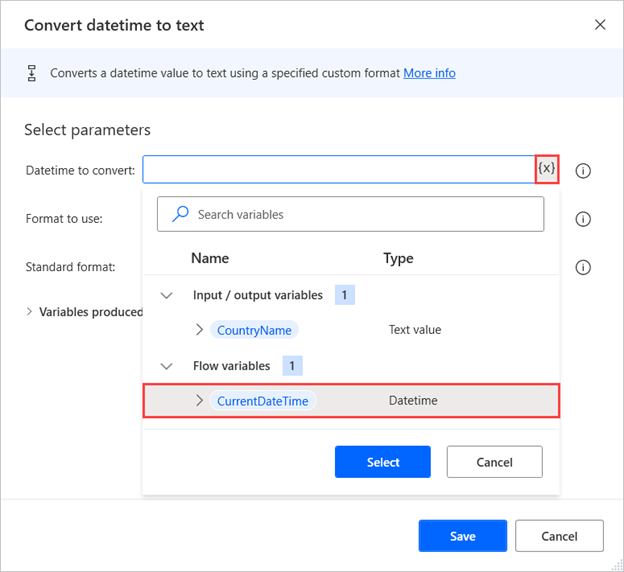 Convert datetime to text
Converts a datetime value to text using a specified custom format More info
Select parameters
Datetime to convert: {x}
Search variables
Format to use:
Name Type
Standard format:
Input / output variables 1
Variables produced
CountryName Text value
Flow variables 1
CurrentDateTime Datetime
Select Cancel
Save Cancel